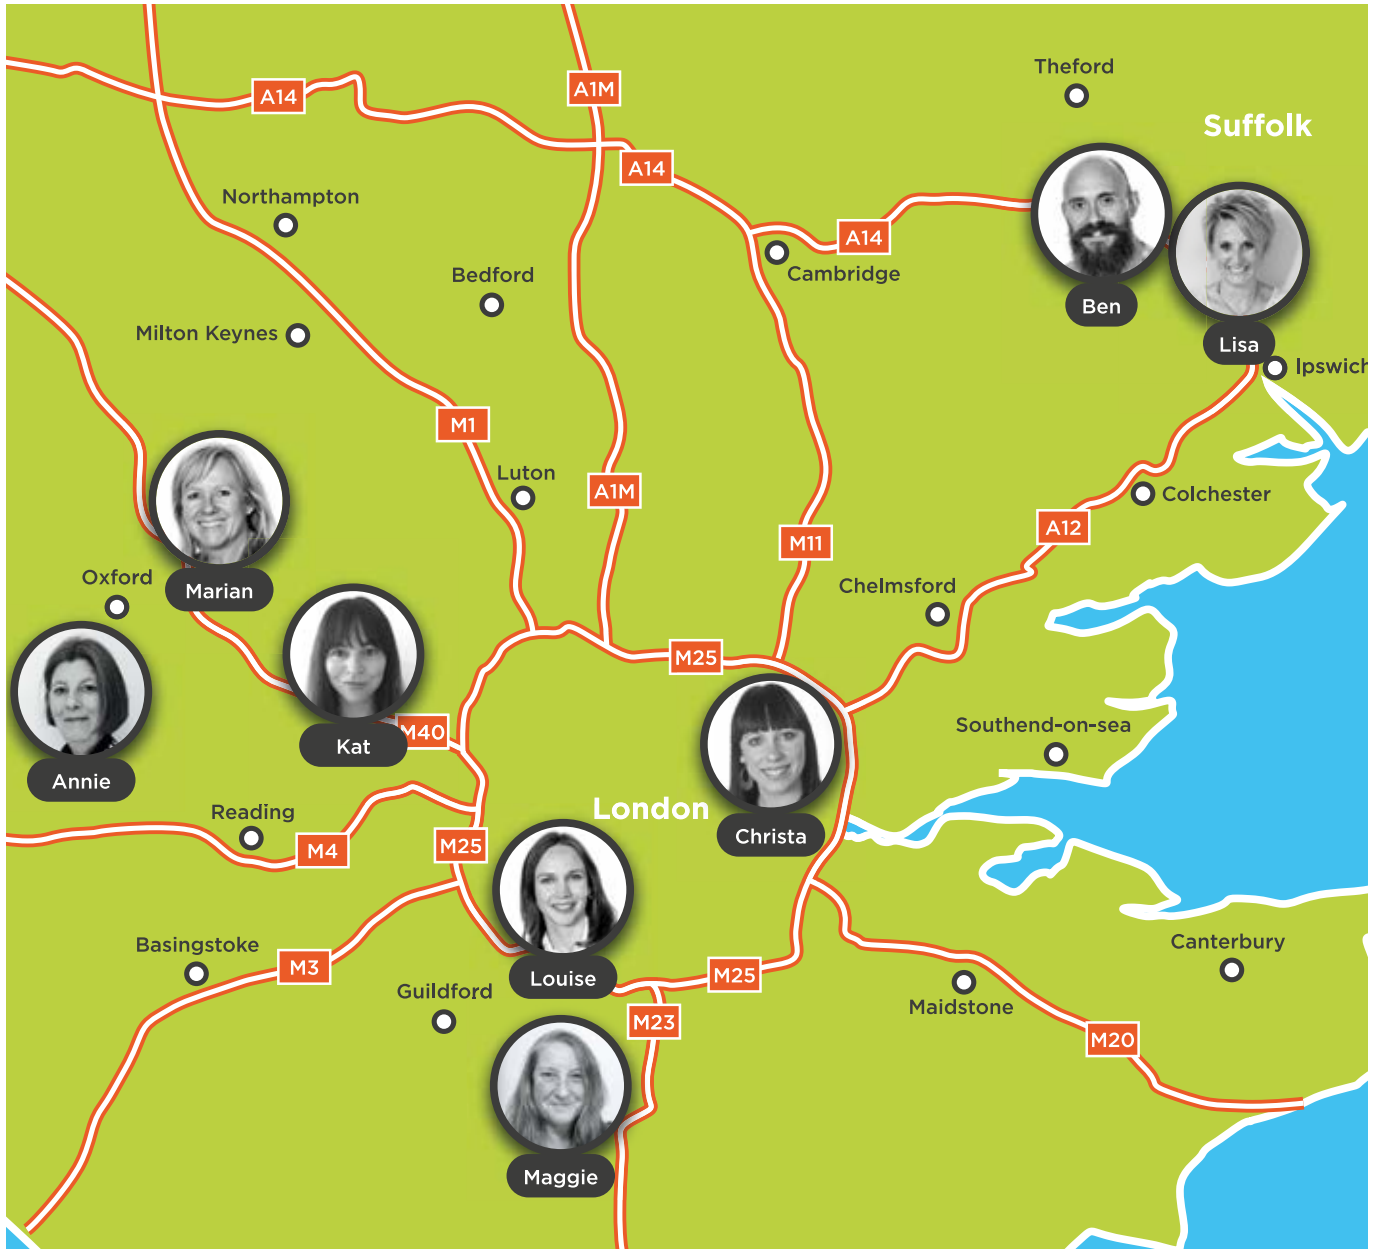 Theford
A14
A1M
Suffolk
A14
Northampton
A14
Cambridge
Bedford
Ben
Milton Keynes
Lisa
Ipswich
M1
Luton
A1M
Colchester
A12
M11
Oxford
Marian
Chelmsford
M25
Southend-on-sea
M40
Kat
Annie
London
Reading
Christa
M4
M25
Basingstoke
Canterbury
M3
Louise
M25
Guildford
Maidstone
M23
M20
Maggie